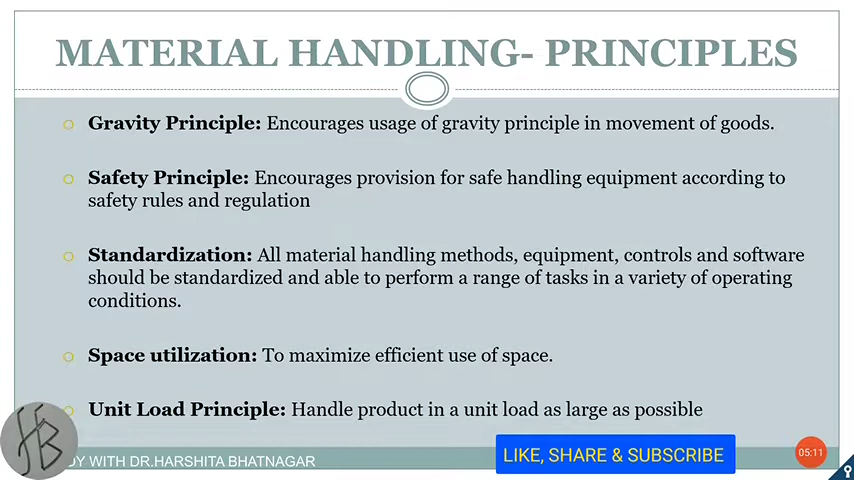 MATERIAL HANDLING- PRINCIPLES
Gravity Principle: Encourages usage of gravity principle in movement of goods.
Safety Principle: Encourages provision for safe handling equipment according to
safety rules and regulation
Standardization: All material handling methods, equipment, controls and software
should be standardized and able to perform a range of tasks in a variety of operating
conditions.
Space utilization: To maximize efficient use of space.
Unit Load Principle: Handle product in a unit load as large as possible
HB
DY WITH DR.HARSHITA BHATNAGAR
LIKE, SHARE & SUBSCRIBE
05:11